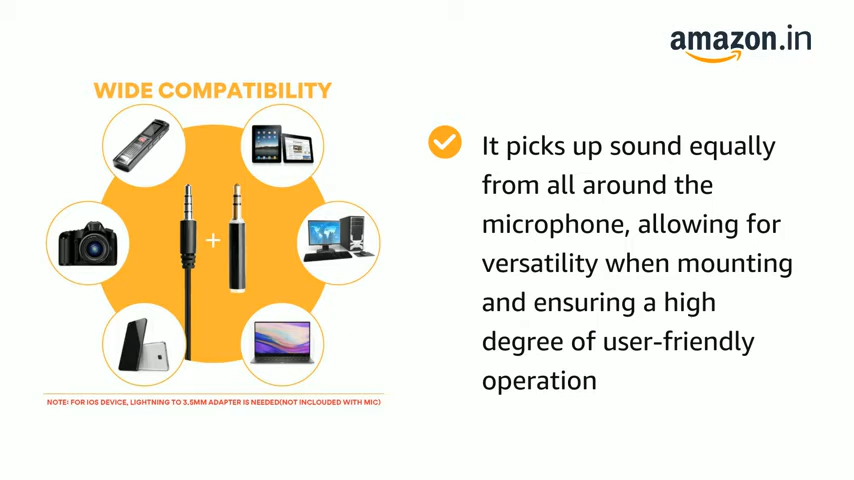 amazon.in
WIDE COMPATIBILITY
It picks up sound equally
from all around the
microphone, allowing for
versatility when mounting
and ensuring a high
degree of user-friendly
operation
NOTE: FOR IOS DEVICE, LIGHTNING TO 3.5MM ADAPTER IS NEEDED(NOT INCLOUDED WITH MIC)